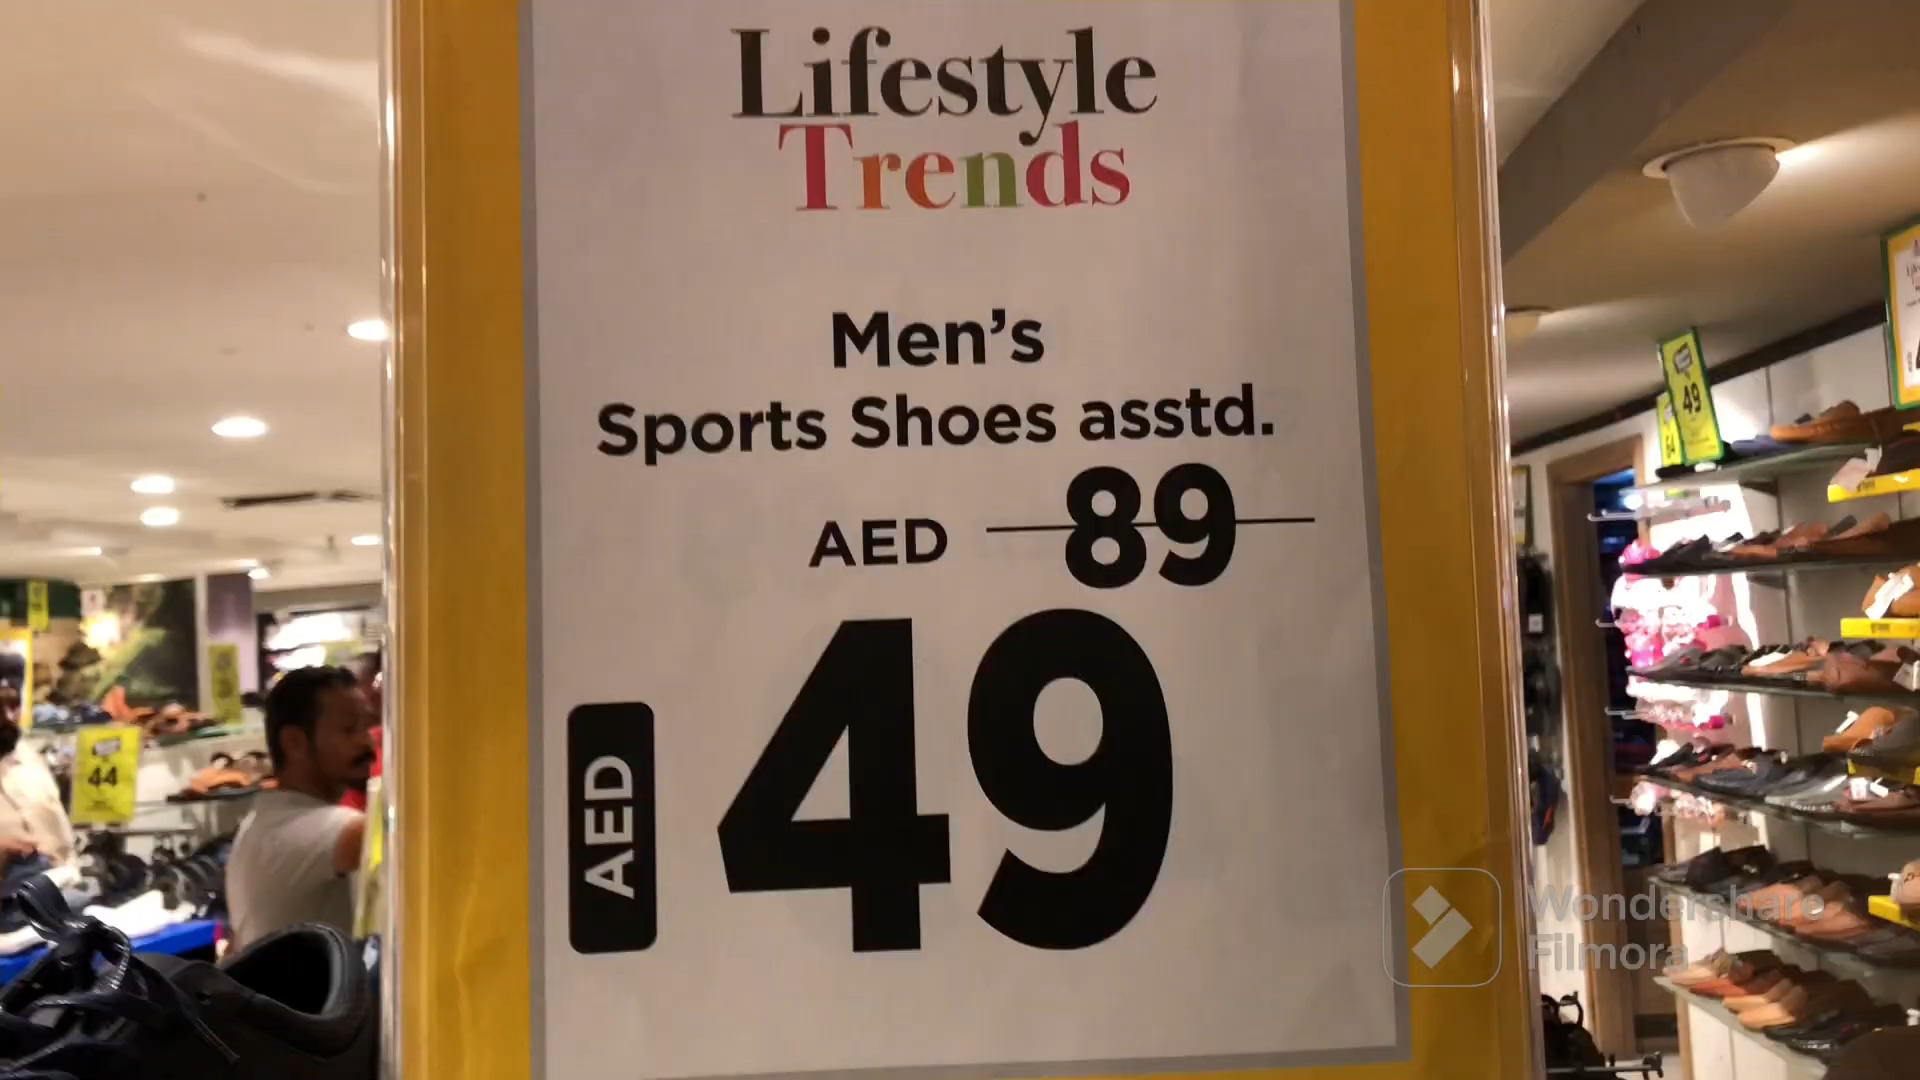 Lifestyle
Trends
Men's
Sports Shoes asstd.
AED 89
AED 49
49
44
Wondershare
Filmora